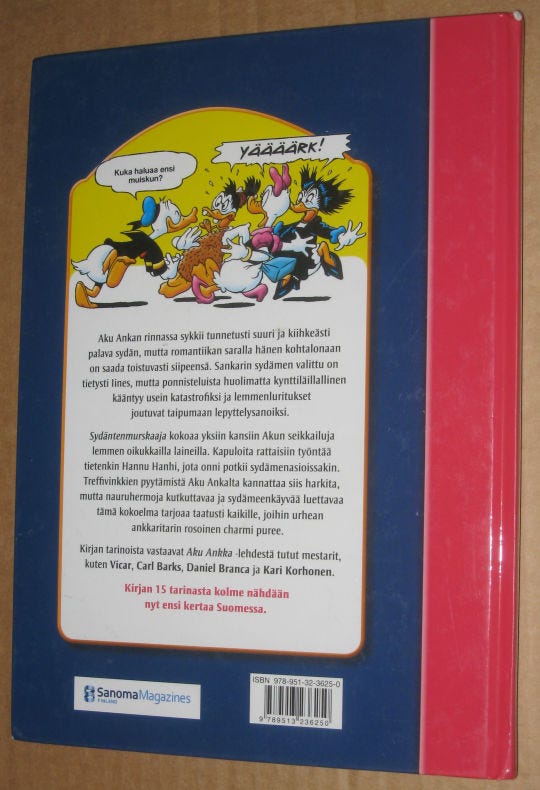 Kuka haluaa ensi
muiskun?
YÄÄÄÄRK!
Aku Ankan rinnassa sykkii tunnetusti suuri ja kiihkeästi
palava sydän, mutta romantiikan saralla hänen kohtalonaan
on saada toistuvasti siipeensä. Sankarin sydämen valittu on
tietysti Iines, mutta ponnisteluista huolimatta kynttiläillallinen
kääntyy usein katastrofiksi ja lemmenluritukset
joutuvat taipumaan lepyttelysanoiksi.
Sydäntenmurskaaja kokoaa yksiin kansiin Akun seikkailuja
lemmen oikukkailla laineilla. Kapuloita rattaisiin työntää
tietenkin Hannu Hanhi, jota onni potkii sydämenasioissakin.
Treffivinkkien pyytämistä Aku Ankalta kannattaa siis harkita,
mutta nauruhermoja kutkuttavaa ja sydämeenkäyvää luettavaa
tämä kokoelma tarjoaa taatusti kaikille, joihin urhean
ankkaritarin rosoinen charmi puree.
Kirjan tarinoista vastaavat Aku Ankka -lehdestä tutut mestarit,
kuten Vicar, Carl Barks, Daniel Branca ja Kari Korhonen.
Kirjan 15 tarinasta kolme nähdään
nyt ensi kertaa Suomessa.
ISBN 978-951-32-3625-0
9 789513 236250
SanomaMagazines
FINLAND